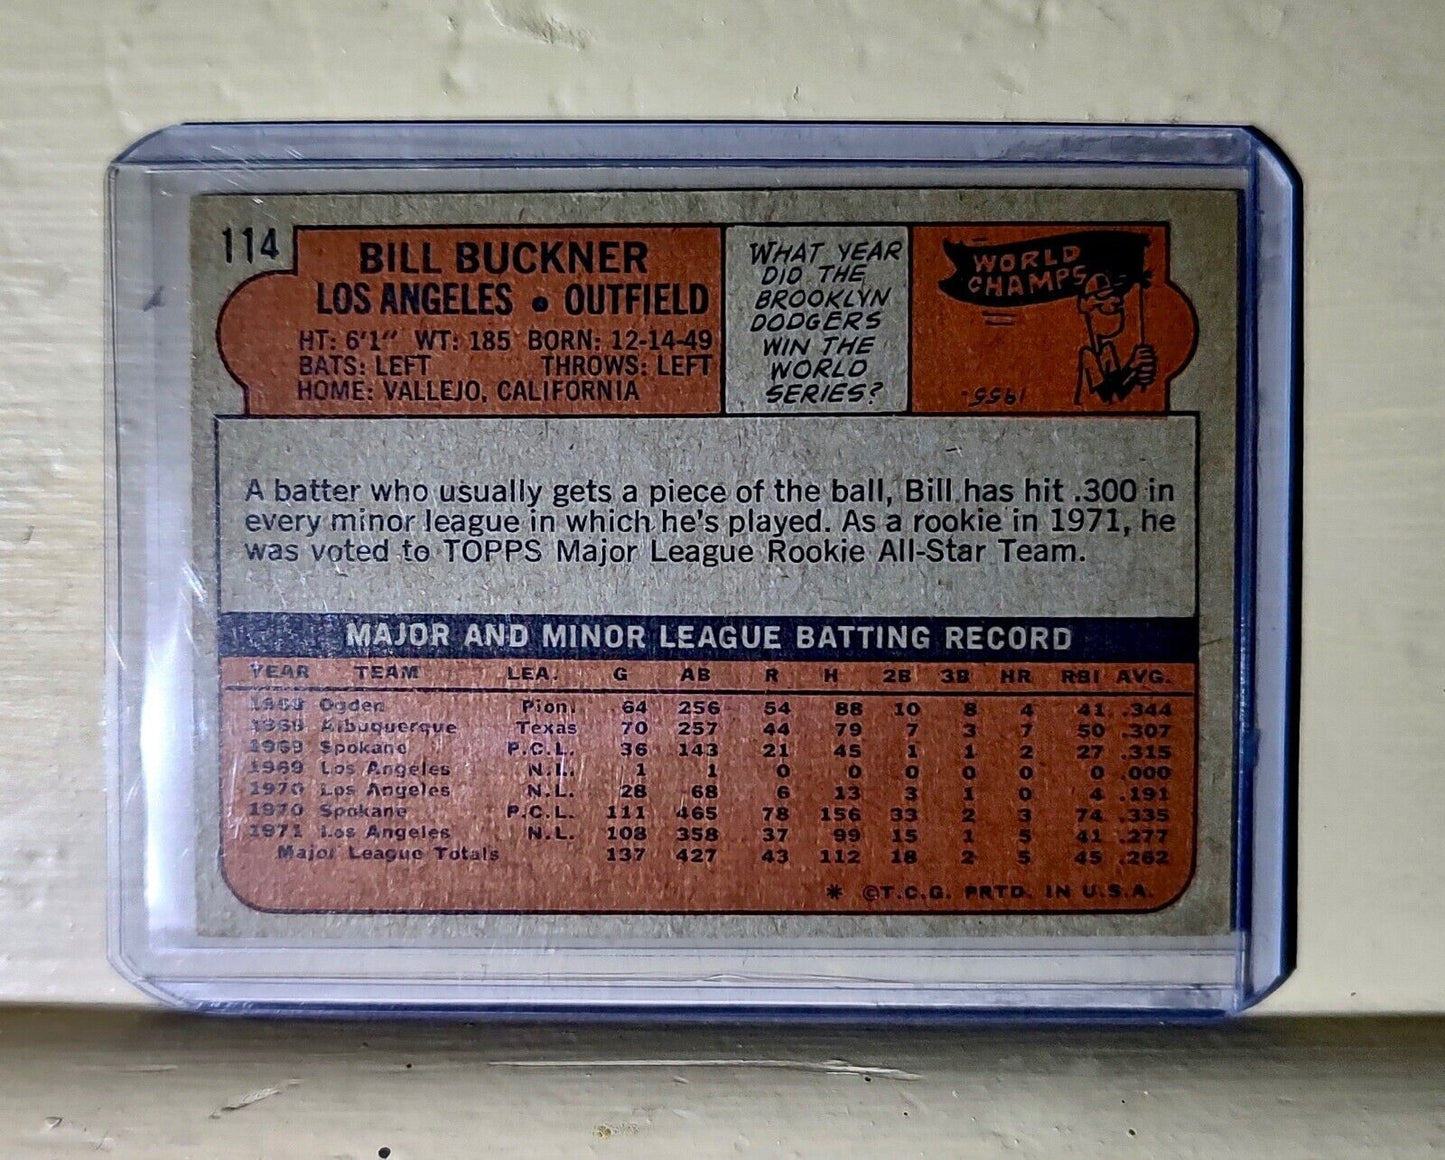 114
BILL BUCKNER
LOS ANGELES • OUTFIELD
HT: 6'1" WT: 185 BORN: 12-14-49
BATS: LEFT THROWS: LEFT
HOME: VALLEJO, CALIFORNIA
WHAT YEAR
DID THE
BROOKLYN
DODGERS
WIN THE
WORLD
SERIES?
WORLD
CHAMPS
1955
A batter who usually gets a piece of the ball, Bill has hit .300 in
every minor league in which he's played. As a rookie in 1971, he
was voted to TOPPS Major League Rookie All-Star Team.
MAJOR AND MINOR LEAGUE BATTING RECORD
YEAR TEAM LEA. G AB R H 2B 3B HR RBI AVG.
1968 Ogden Pion. 64 256 54 88 10 8 4 41 .344
1969 Albuquerque Texas 70 257 44 79 7 3 7 50 .307
1969 Spokane P.C.L. 36 143 21 45 1 1 2 27 .315
1969 Los Angeles N.L. 1 1 0 0 0 0 0 0 .000
1970 Los Angeles N.L. 28 68 6 13 3 1 0 4 .191
1970 Spokane P.C.L. 111 465 78 156 33 2 3 74 .335
1971 Los Angeles N.L. 108 358 37 99 15 1 5 41 .277
Major League Totals 137 427 43 112 18 2 5 45 .262
* ©T.C.G. PRTD. IN U.S.A.